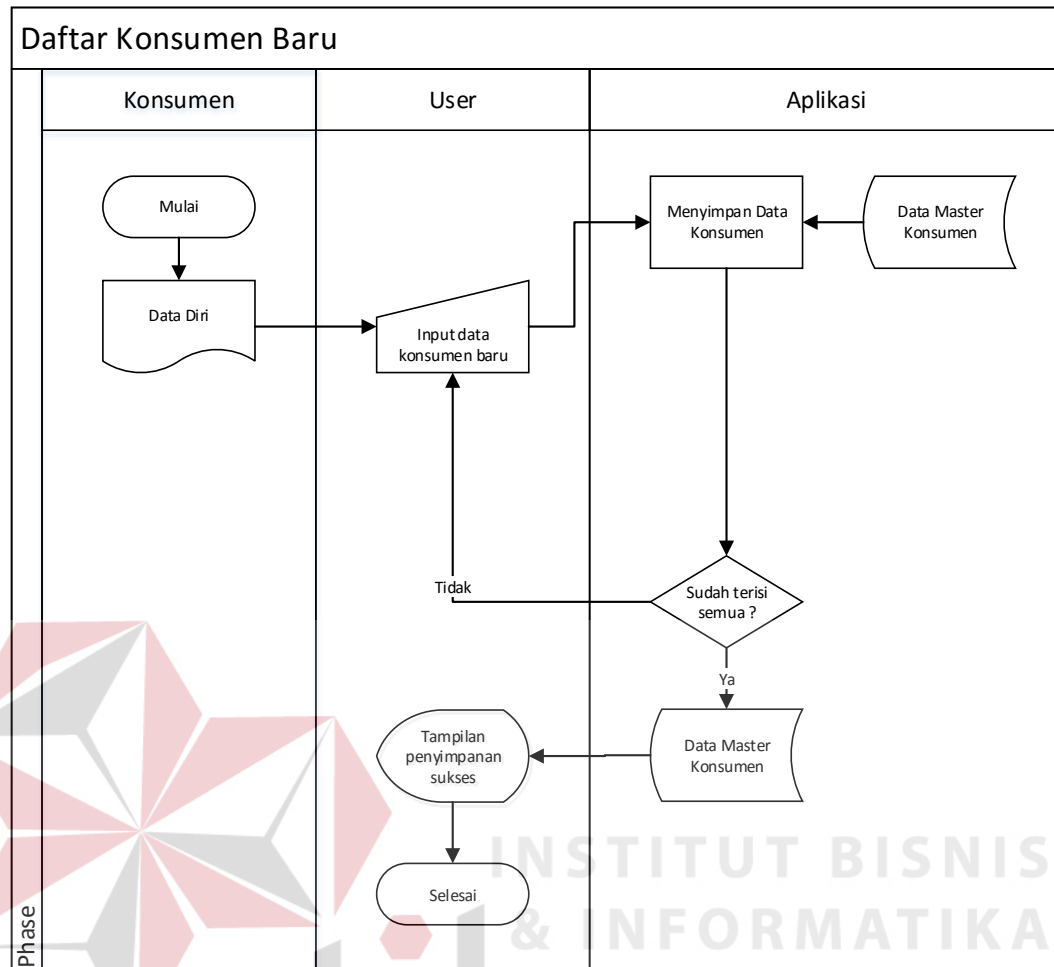 Daftar Konsumen Baru
Konsumen
User
Aplikasi
Mulai
Data Diri
Input data
konsumen baru
Menyimpan Data
Konsumen
Data Master
Konsumen
Sudah terisi
semua ?
Tidak
Ya
Data Master
Konsumen
Tampilan
penyimpanan
sukses
Selesai
Phase
INSTITUT BISNIS
& INFORMATIKA